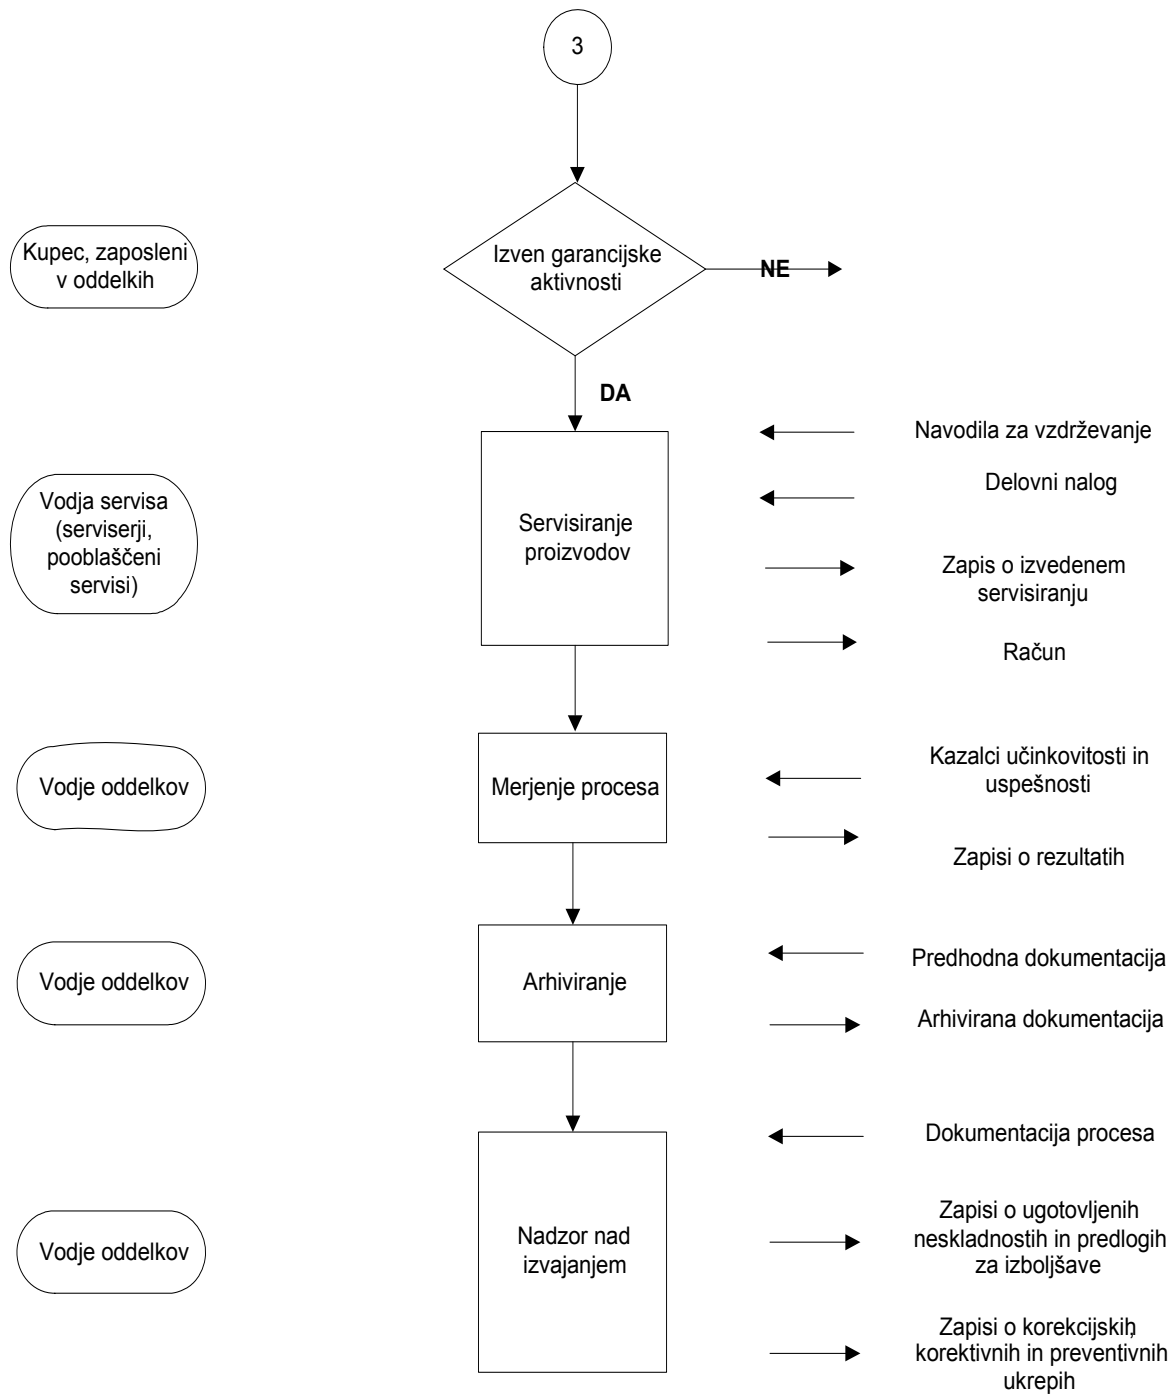 3
Kupec, zaposleni
v oddelkih
Izven garancijske
aktivnosti
NE
DA
Vodja servisa
(serviserji,
pooblaščeni
servisi)
Servisiranje
proizvodov
Navodila za vzdrževanje
Delovni nalog
Zapis o izvedenem
servisiranju
Račun
Vodje oddelkov
Merjenje procesa
Kazalci učinkovitosti in
uspešnosti
Zapisi o rezultatih
Vodje oddelkov
Arhiviranje
Predhodna dokumentacija
Arhivirana dokumentacija
Vodje oddelkov
Nadzor nad
izvajanjem
Dokumentacija procesa
Zapisi o ugotovljenih
neskladnostih in predlogih
za izboljšave
Zapisi o korekcijskih,
korektivnih in preventivnih
ukrepih